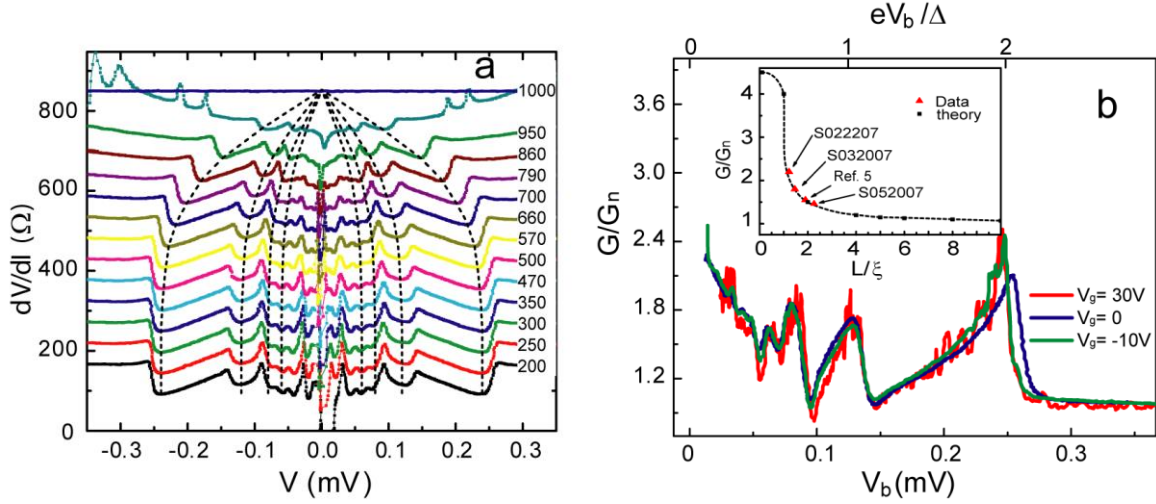 a
dV/dI (Ω)
800
600
400
200
0
1000
950
860
790
700
660
570
500
470
350
300
250
200
-0.3 -0.2 -0.1 0.0 0.1 0.2 0.3
V (mV)
eV_b /Δ
0 1 2
b
G/G_n
3.6
3.0
2.4
1.8
1.2
0 0.1 0.2 0.3
V_b (mV)
G/G_n
4
3
2
1
0 2 4 6 8
L/ξ
Data
theory
S022207
S032007
Ref. 5
S052007
V_g= 30V
V_g= 0
V_g= -10V